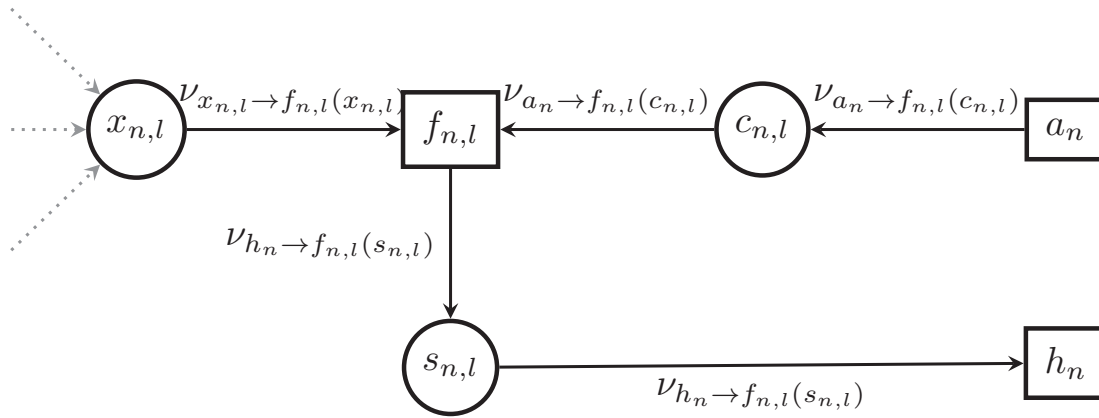 ν_{x_{n,l}→f_{n,l}(x_{n,l})} ν_{a_n→f_{n,l}(c_{n,l})} ν_{a_n→f_{n,l}(c_{n,l})}
x_{n,l} f_{n,l} c_{n,l} a_n
ν_{h_n→f_{n,l}(s_{n,l})}
s_{n,l} h_n
ν_{h_n→f_{n,l}(s_{n,l})}